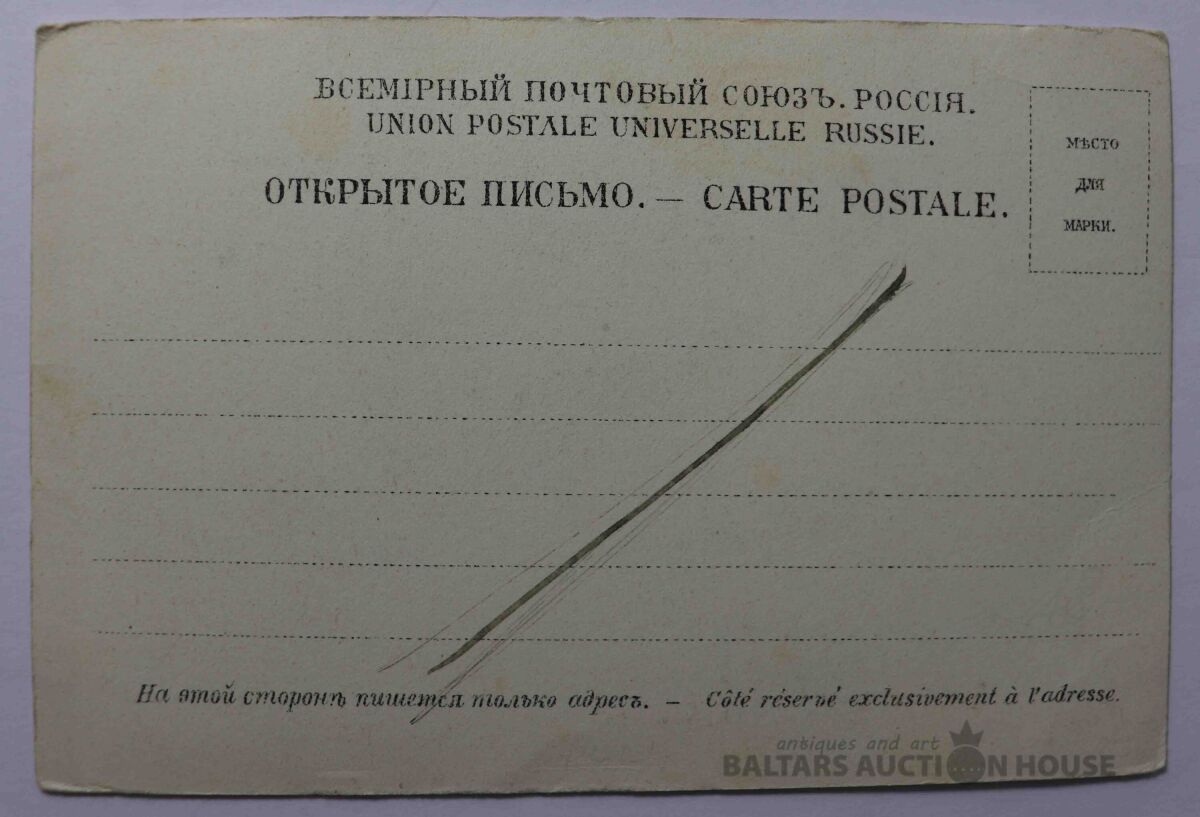 ВСЕМІРНЫЙ ПОЧТОВЫЙ СОЮЗЪ. РОССІЯ.
UNION POSTALE UNIVERSELLE RUSSIE.
ОТКРЫТОЕ ПИСЬМО. — CARTE POSTALE.
МѢСТО
ДЛЯ
МАРКИ.
На этой сторонѣ пишется только адресъ. — Côté réservé exclusivement à l'adresse.
antiques and art
BALTARS AUCTION HOUSE